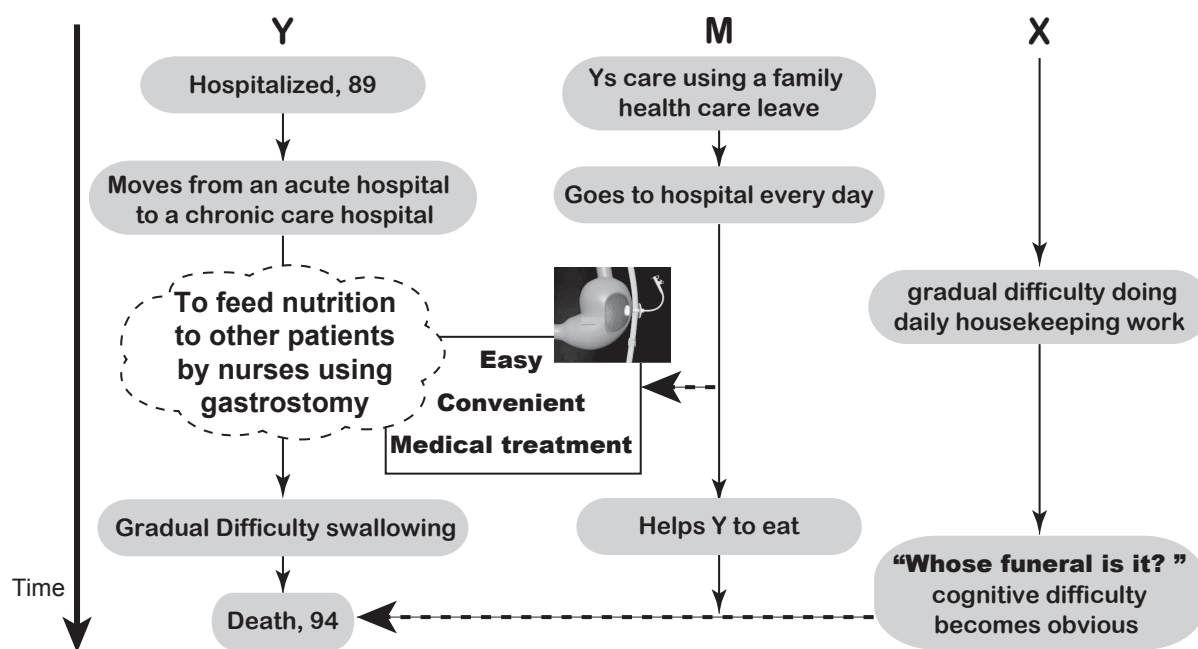 Y
M
X
Hospitalized, 89
Ys care using a family
health care leave
Moves from an acute hospital
to a chronic care hospital
Goes to hospital every day
To feed nutrition
to other patients
by nurses using
gastrostomy
Easy
Convenient
Medical treatment
gradual difficulty doing
daily housekeeping work
Gradual Difficulty swallowing
Helps Y to eat
“Whose funeral is it? ”
cognitive difficulty
becomes obvious
Time
Death, 94